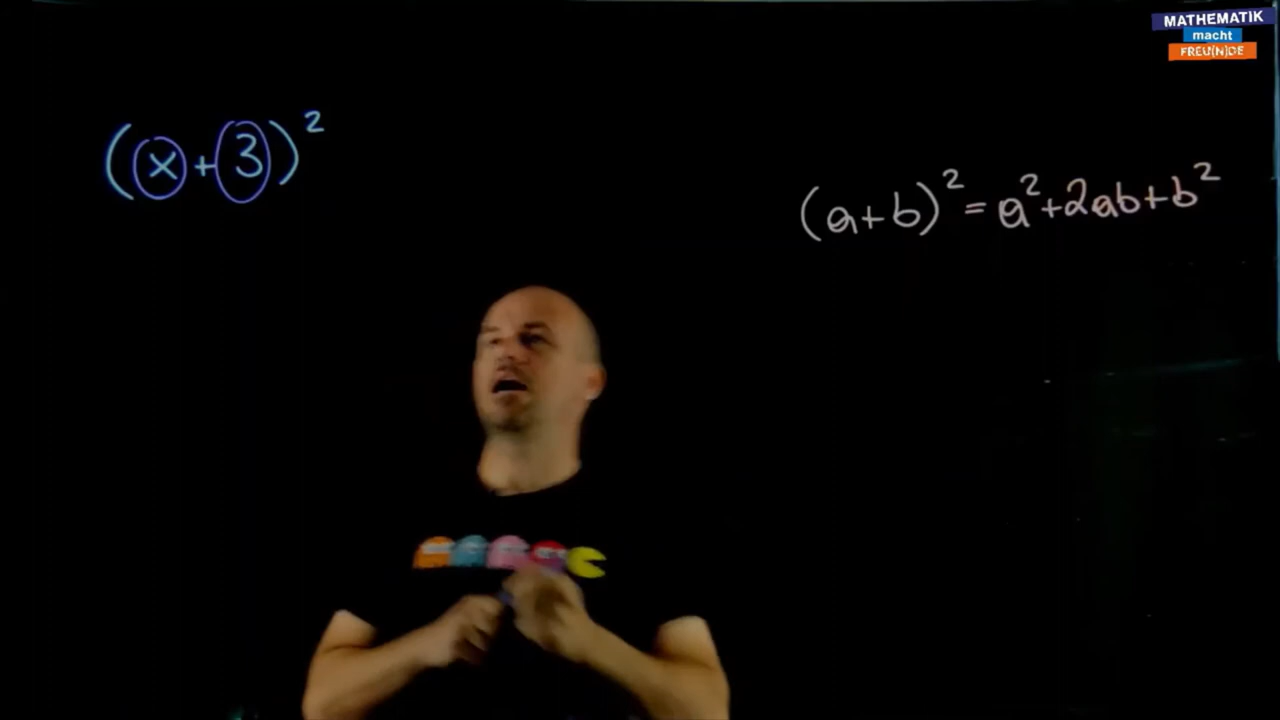 MATHEMATIK
macht
FREU(N)DE
(x+3)²
(a+b)²=a²+2ab+b²